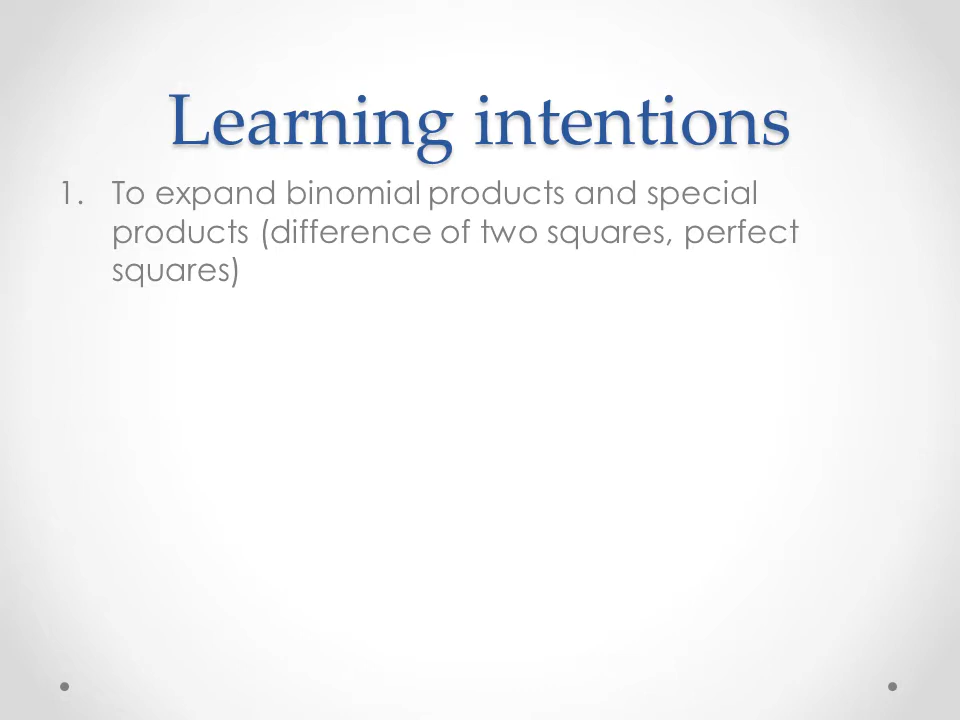 Learning intentions
1. To expand binomial products and special
products (difference of two squares, perfect
squares)